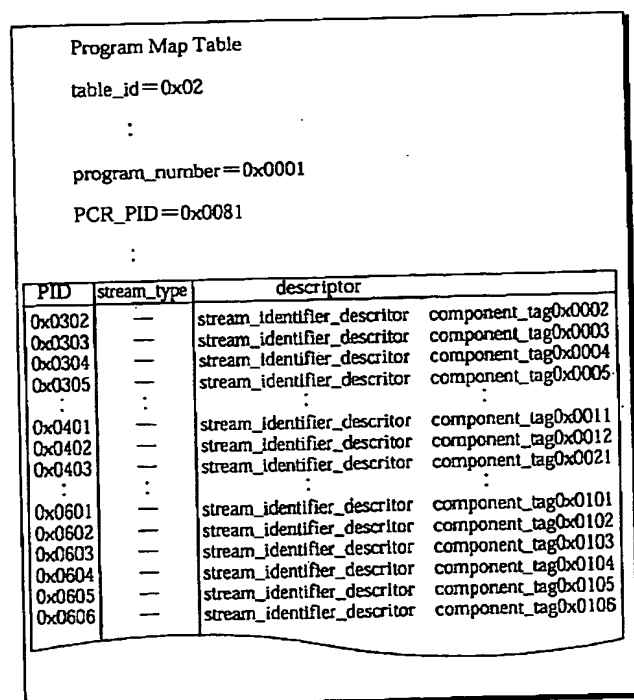 Program Map Table
table_id=0x02
:
program_number=0x0001
PCR_PID=0x0081
:
PID stream_type descriptor
0x0302 — stream_identifier_descritor component_tag0x0002
0x0303 — stream_identifier_descritor component_tag0x0003
0x0304 — stream_identifier_descritor component_tag0x0004
0x0305 — stream_identifier_descritor component_tag0x0005
: : : :
0x0401 — stream_identifier_descritor component_tag0x0011
0x0402 — stream_identifier_descritor component_tag0x0012
0x0403 — stream_identifier_descritor component_tag0x0021
: : : :
0x0601 — stream_identifier_descritor component_tag0x0101
0x0602 — stream_identifier_descritor component_tag0x0102
0x0603 — stream_identifier_descritor component_tag0x0103
0x0604 — stream_identifier_descritor component_tag0x0104
0x0605 — stream_identifier_descritor component_tag0x0105
0x0606 — stream_identifier_descritor component_tag0x0106